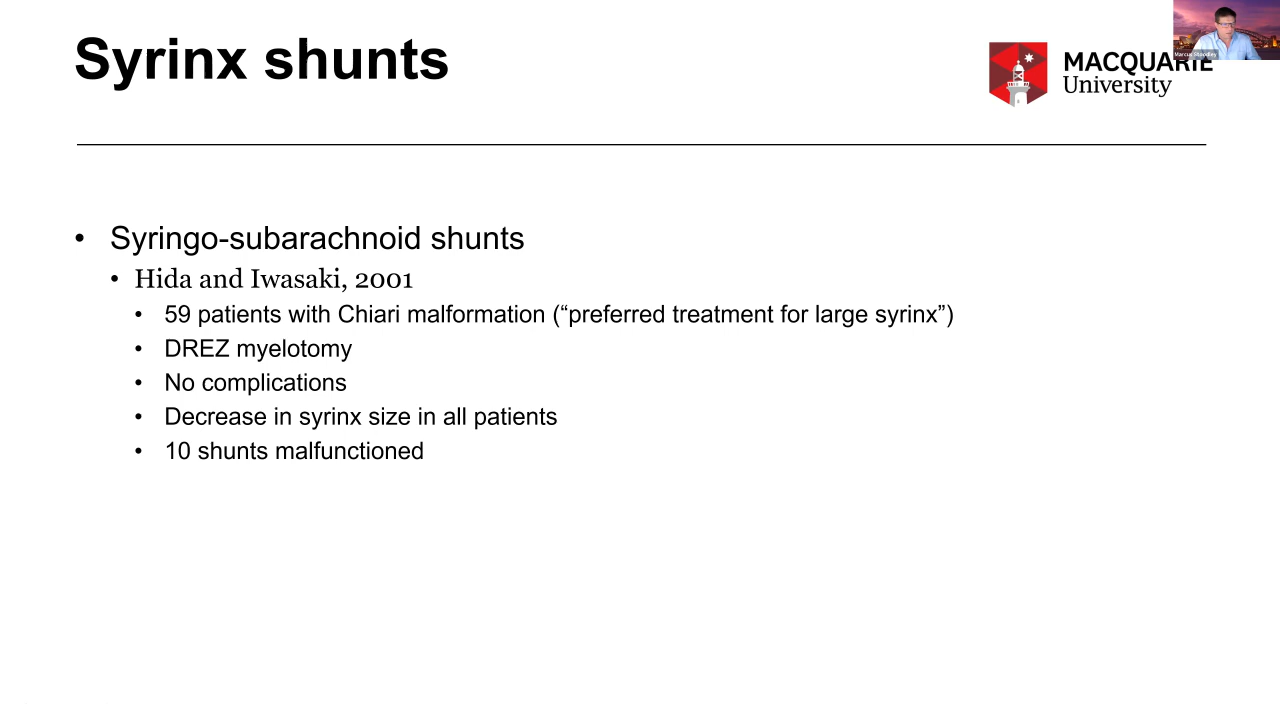 Syrinx shunts
MACQUARIE
University
• Syringo-subarachnoid shunts
• Hida and Iwasaki, 2001
• 59 patients with Chiari malformation (“preferred treatment for large syrinx”)
• DREZ myelotomy
• No complications
• Decrease in syrinx size in all patients
• 10 shunts malfunctioned